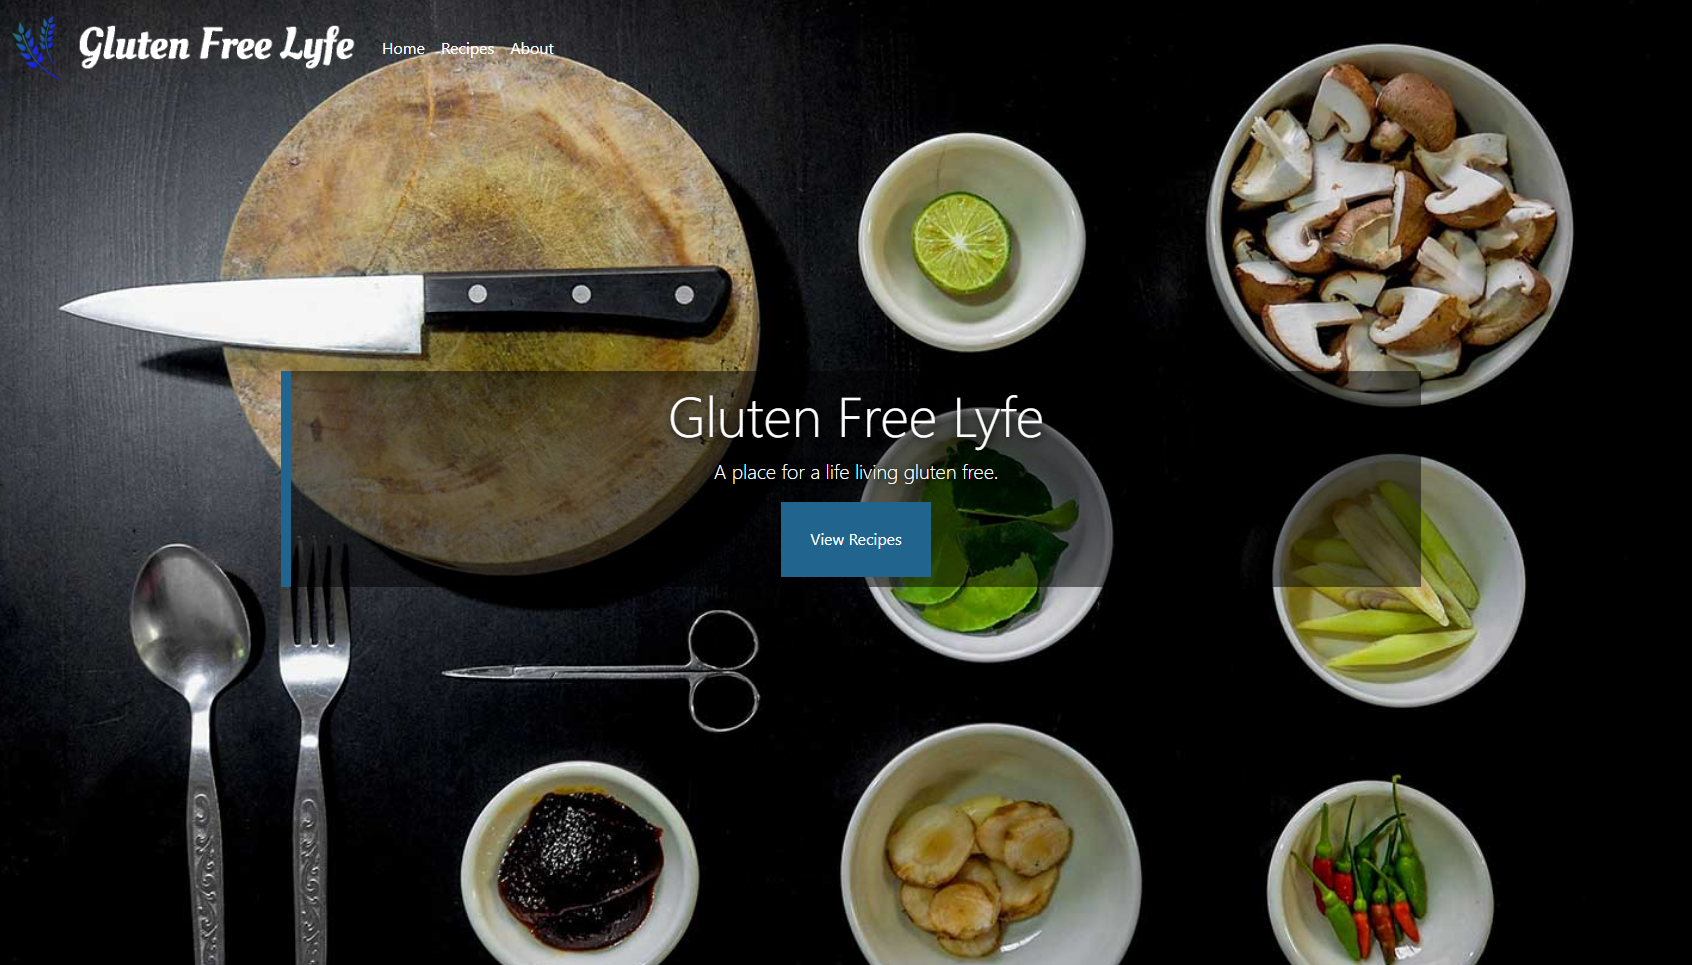 Gluten Free Lyfe
Home Recipes About
Gluten Free Lyfe
A place for a life living gluten free.
View Recipes